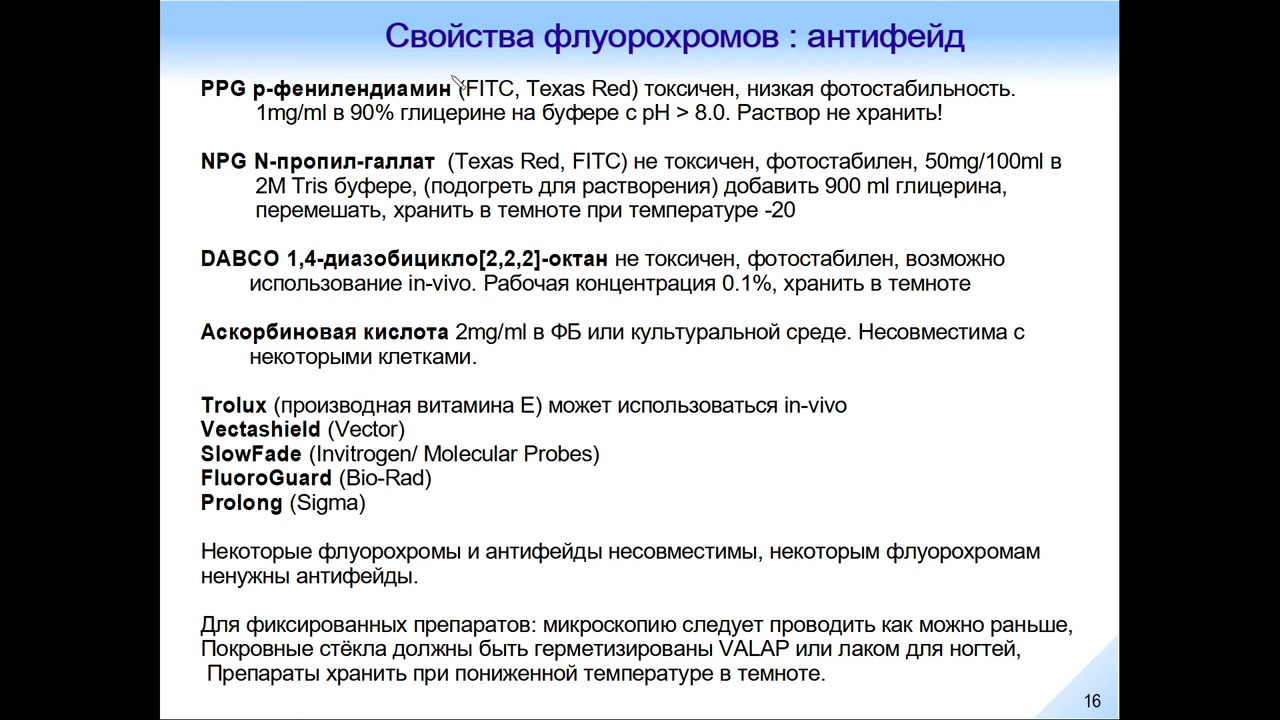 Свойства флуорохромов : антифейд
PPG р-фенилендиамин (FITC, Texas Red) токсичен, низкая фотостабильность.
1mg/ml в 90% глицерине на буфере с pH > 8.0. Раствор не хранить!
NPG N-пропил-галлат (Texas Red, FITC) не токсичен, фотостабилен, 50mg/100ml в
2М Tris буфере, (подогреть для растворения) добавить 900 ml глицерина,
перемешать, хранить в темноте при температуре -20
DABCO 1,4-диазобицикло[2,2,2]-октан не токсичен, фотостабилен, возможно
использование in-vivo. Рабочая концентрация 0.1%, хранить в темноте
Аскорбиновая кислота 2mg/ml в ФБ или культуральной среде. Несовместима с
некоторыми клетками.
Trolux (производная витамина Е) может использоваться in-vivo
Vectashield (Vector)
SlowFade (Invitrogen/ Molecular Probes)
FluoroGuard (Bio-Rad)
Prolong (Sigma)
Некоторые флуорохромы и антифейды несовместимы, некоторым флуорохромам
ненужны антифейды.
Для фиксированных препаратов: микроскопию следует проводить как можно раньше,
Покровные стёкла должны быть герметизированы VALAP или лаком для ногтей,
Препараты хранить при пониженной температуре в темноте.
16